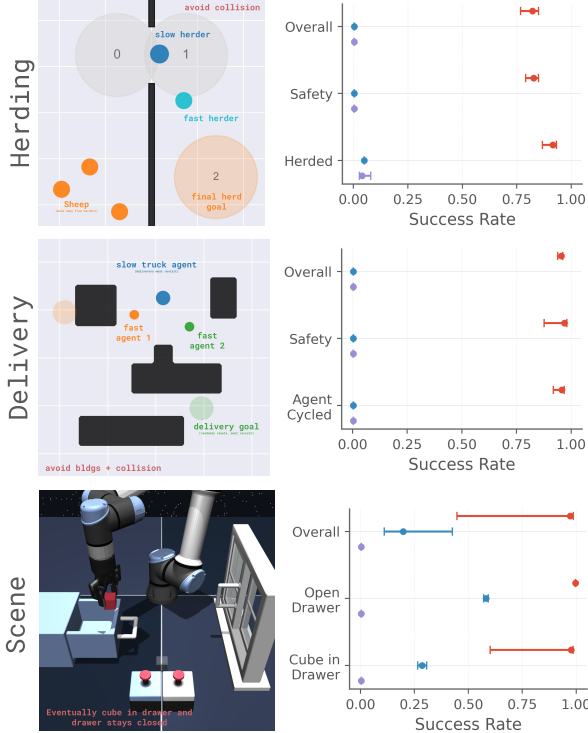 Herding
avoid collision
slow herder
0
1
fast herder
2
final herd
goal
Sheep
Overall
Safety
Herded
0.00
0.25
0.50
0.75
1.00
Success Rate
Delivery
slow truck agent
fast
agent 1
fast
agent 2
delivery goal
avoid bldgs + collision
Overall
Safety
Agent
Cycled
0.00
0.25
0.50
0.75
1.00
Success Rate
Scene
Eventually cube in drawer and
drawer stays closed
Overall
Open
Drawer
Cube in
Drawer
0.00
0.25
0.50
0.75
1.00
Success Rate